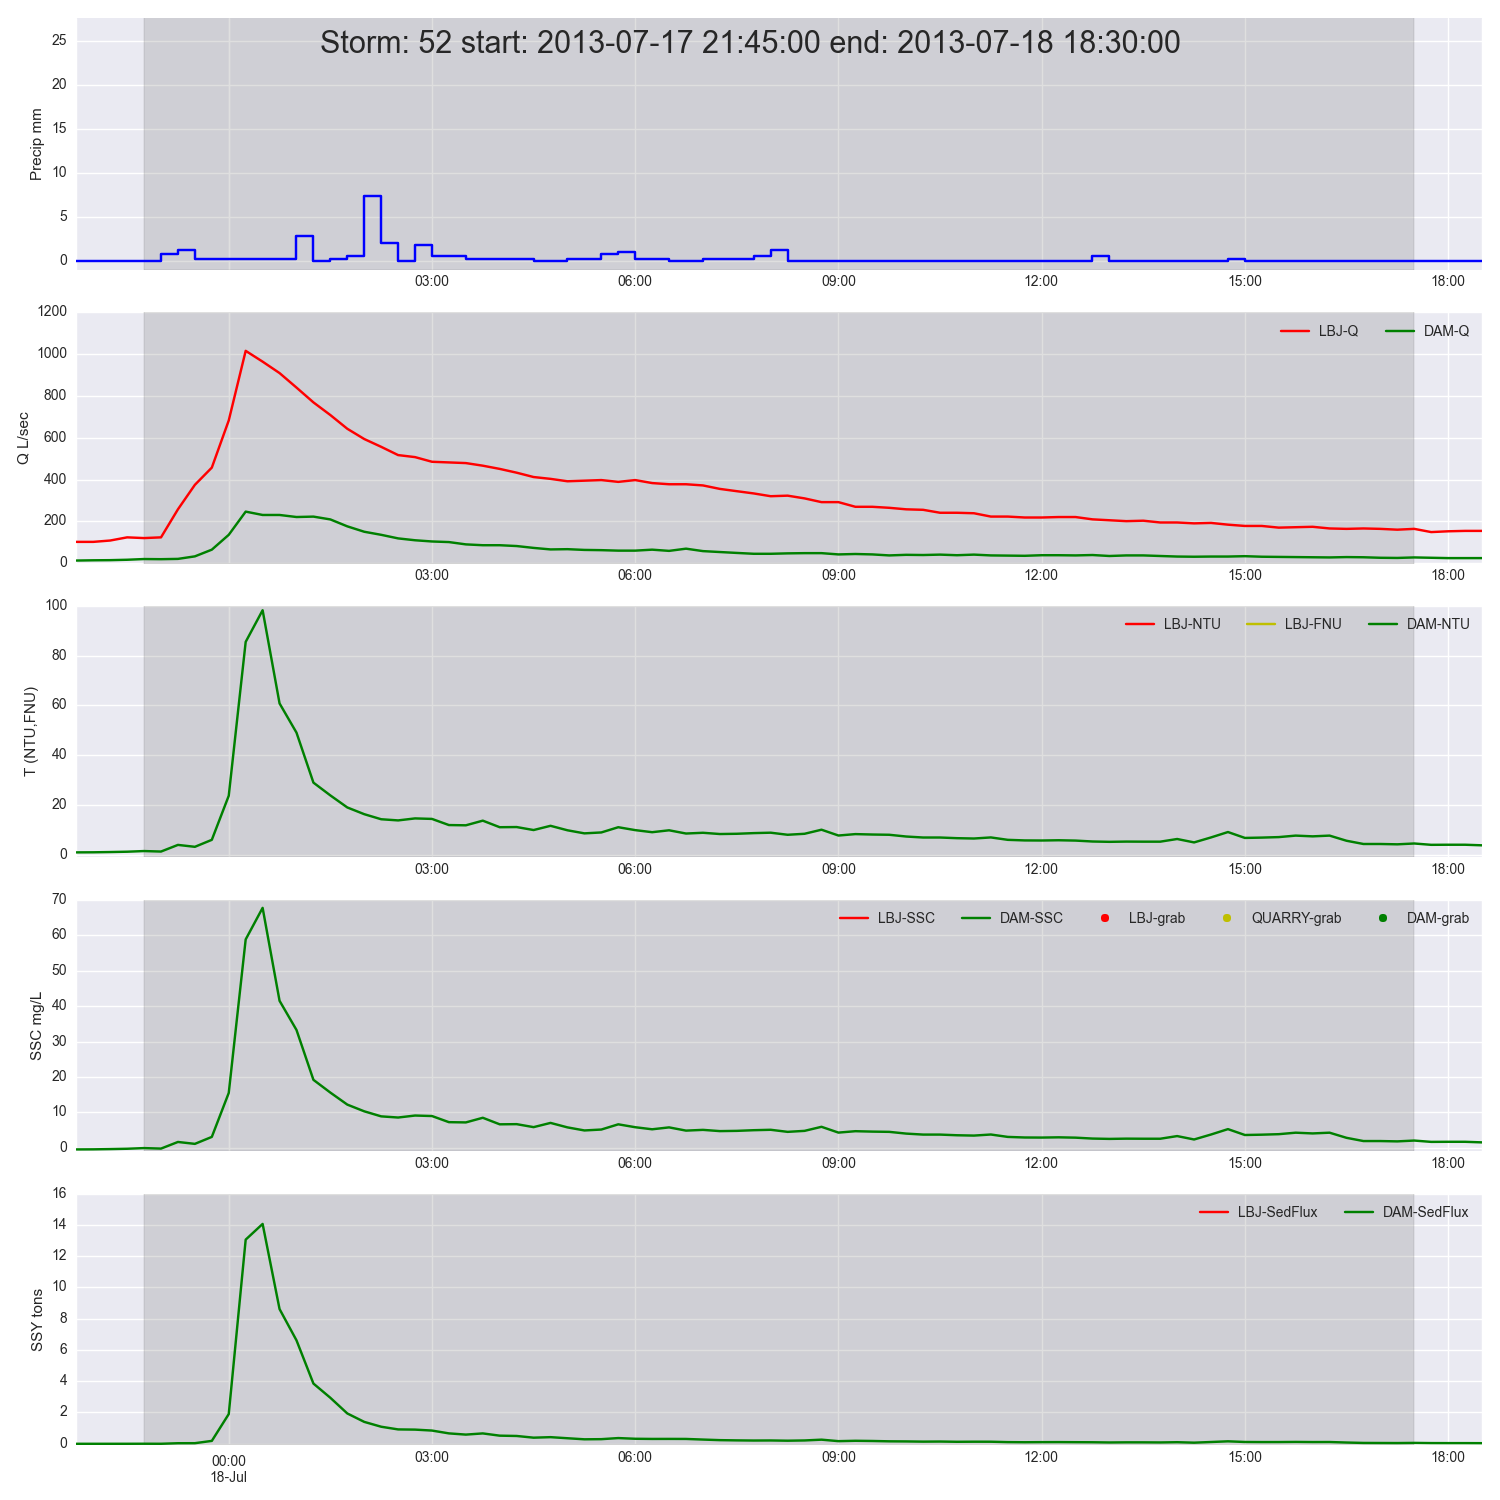 Storm: 52 start: 2013-07-17 21:45:00 end: 2013-07-18 18:30:00
Precip mm
25
20
15
10
5
0
03:00 06:00 09:00 12:00 15:00 18:00
Q L/sec
1200
1000
800
600
400
200
0
LBJ-Q DAM-Q
03:00 06:00 09:00 12:00 15:00 18:00
T (NTU,FNU)
100
80
60
40
20
0
LBJ-NTU LBJ-FNU DAM-NTU
03:00 06:00 09:00 12:00 15:00 18:00
SSC mg/L
70
60
50
40
30
20
10
0
LBJ-SSC DAM-SSC LBJ-grab QUARRY-grab DAM-grab
03:00 06:00 09:00 12:00 15:00 18:00
SSY tons
16
14
12
10
8
6
4
2
0
LBJ-SedFlux DAM-SedFlux
00:00 03:00 06:00 09:00 12:00 15:00 18:00
18-Jul